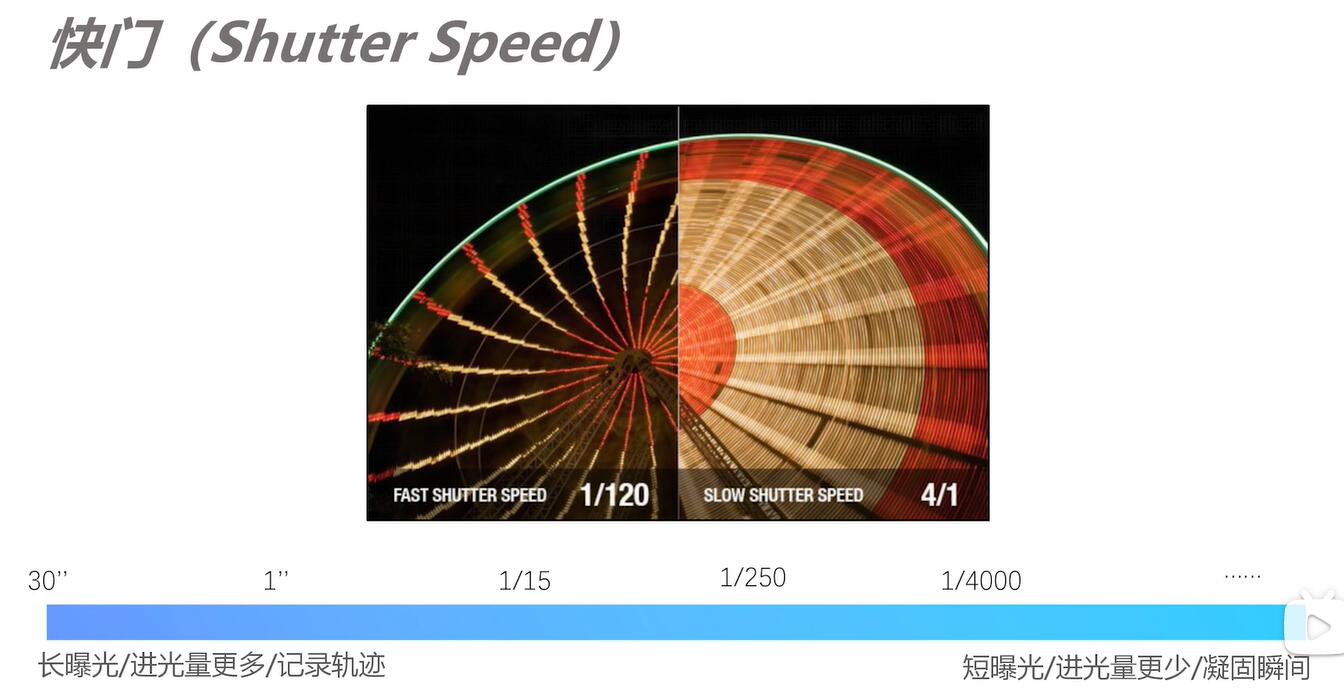 快门（Shutter Speed）
FAST SHUTTER SPEED 1/120 SLOW SHUTTER SPEED 4/1
30’’ 1’’ 1/15 1/250 1/4000 ……
长曝光/进光量更多/记录轨迹 短曝光/进光量更少/凝固瞬间